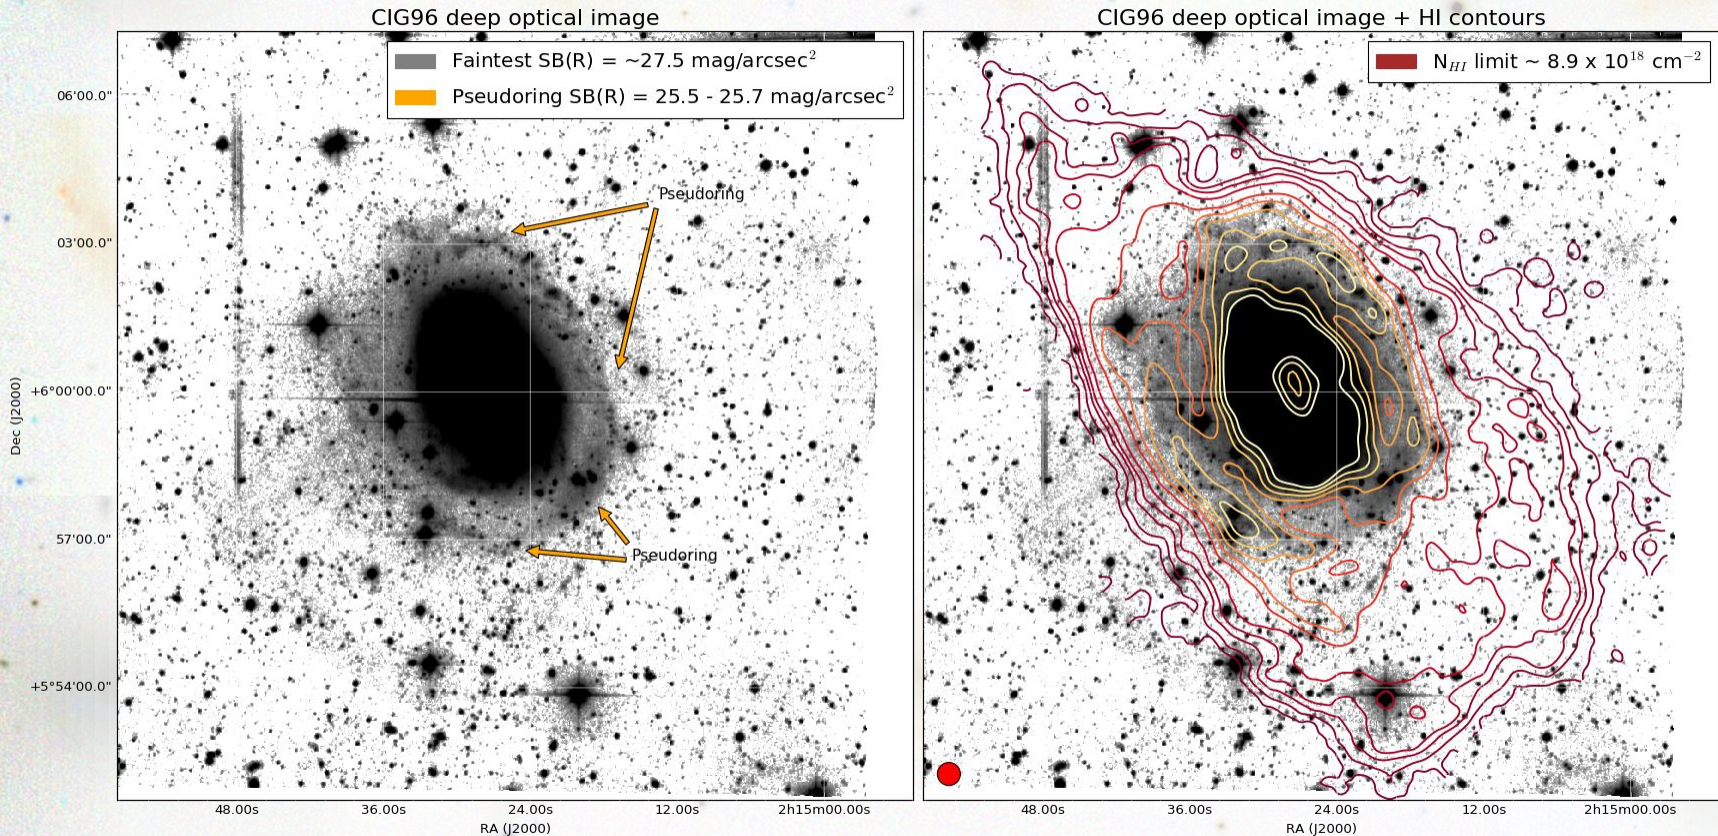 CIG96 deep optical image
Faintest SB(R) = ~27.5 mag/arcsec²
Pseudoring SB(R) = 25.5 - 25.7 mag/arcsec²
Pseudoring
Pseudoring
06'00.0"
03'00.0"
+6°00'00.0"
57'00.0"
+5°54'00.0"
Dec (J2000)
48.00s 36.00s 24.00s 12.00s 2h15m00.00s
RA (J2000)
CIG96 deep optical image + HI contours
N_HI limit ~ 8.9 x 10¹⁸ cm⁻²
48.00s 36.00s 24.00s 12.00s 2h15m00.00s
RA (J2000)